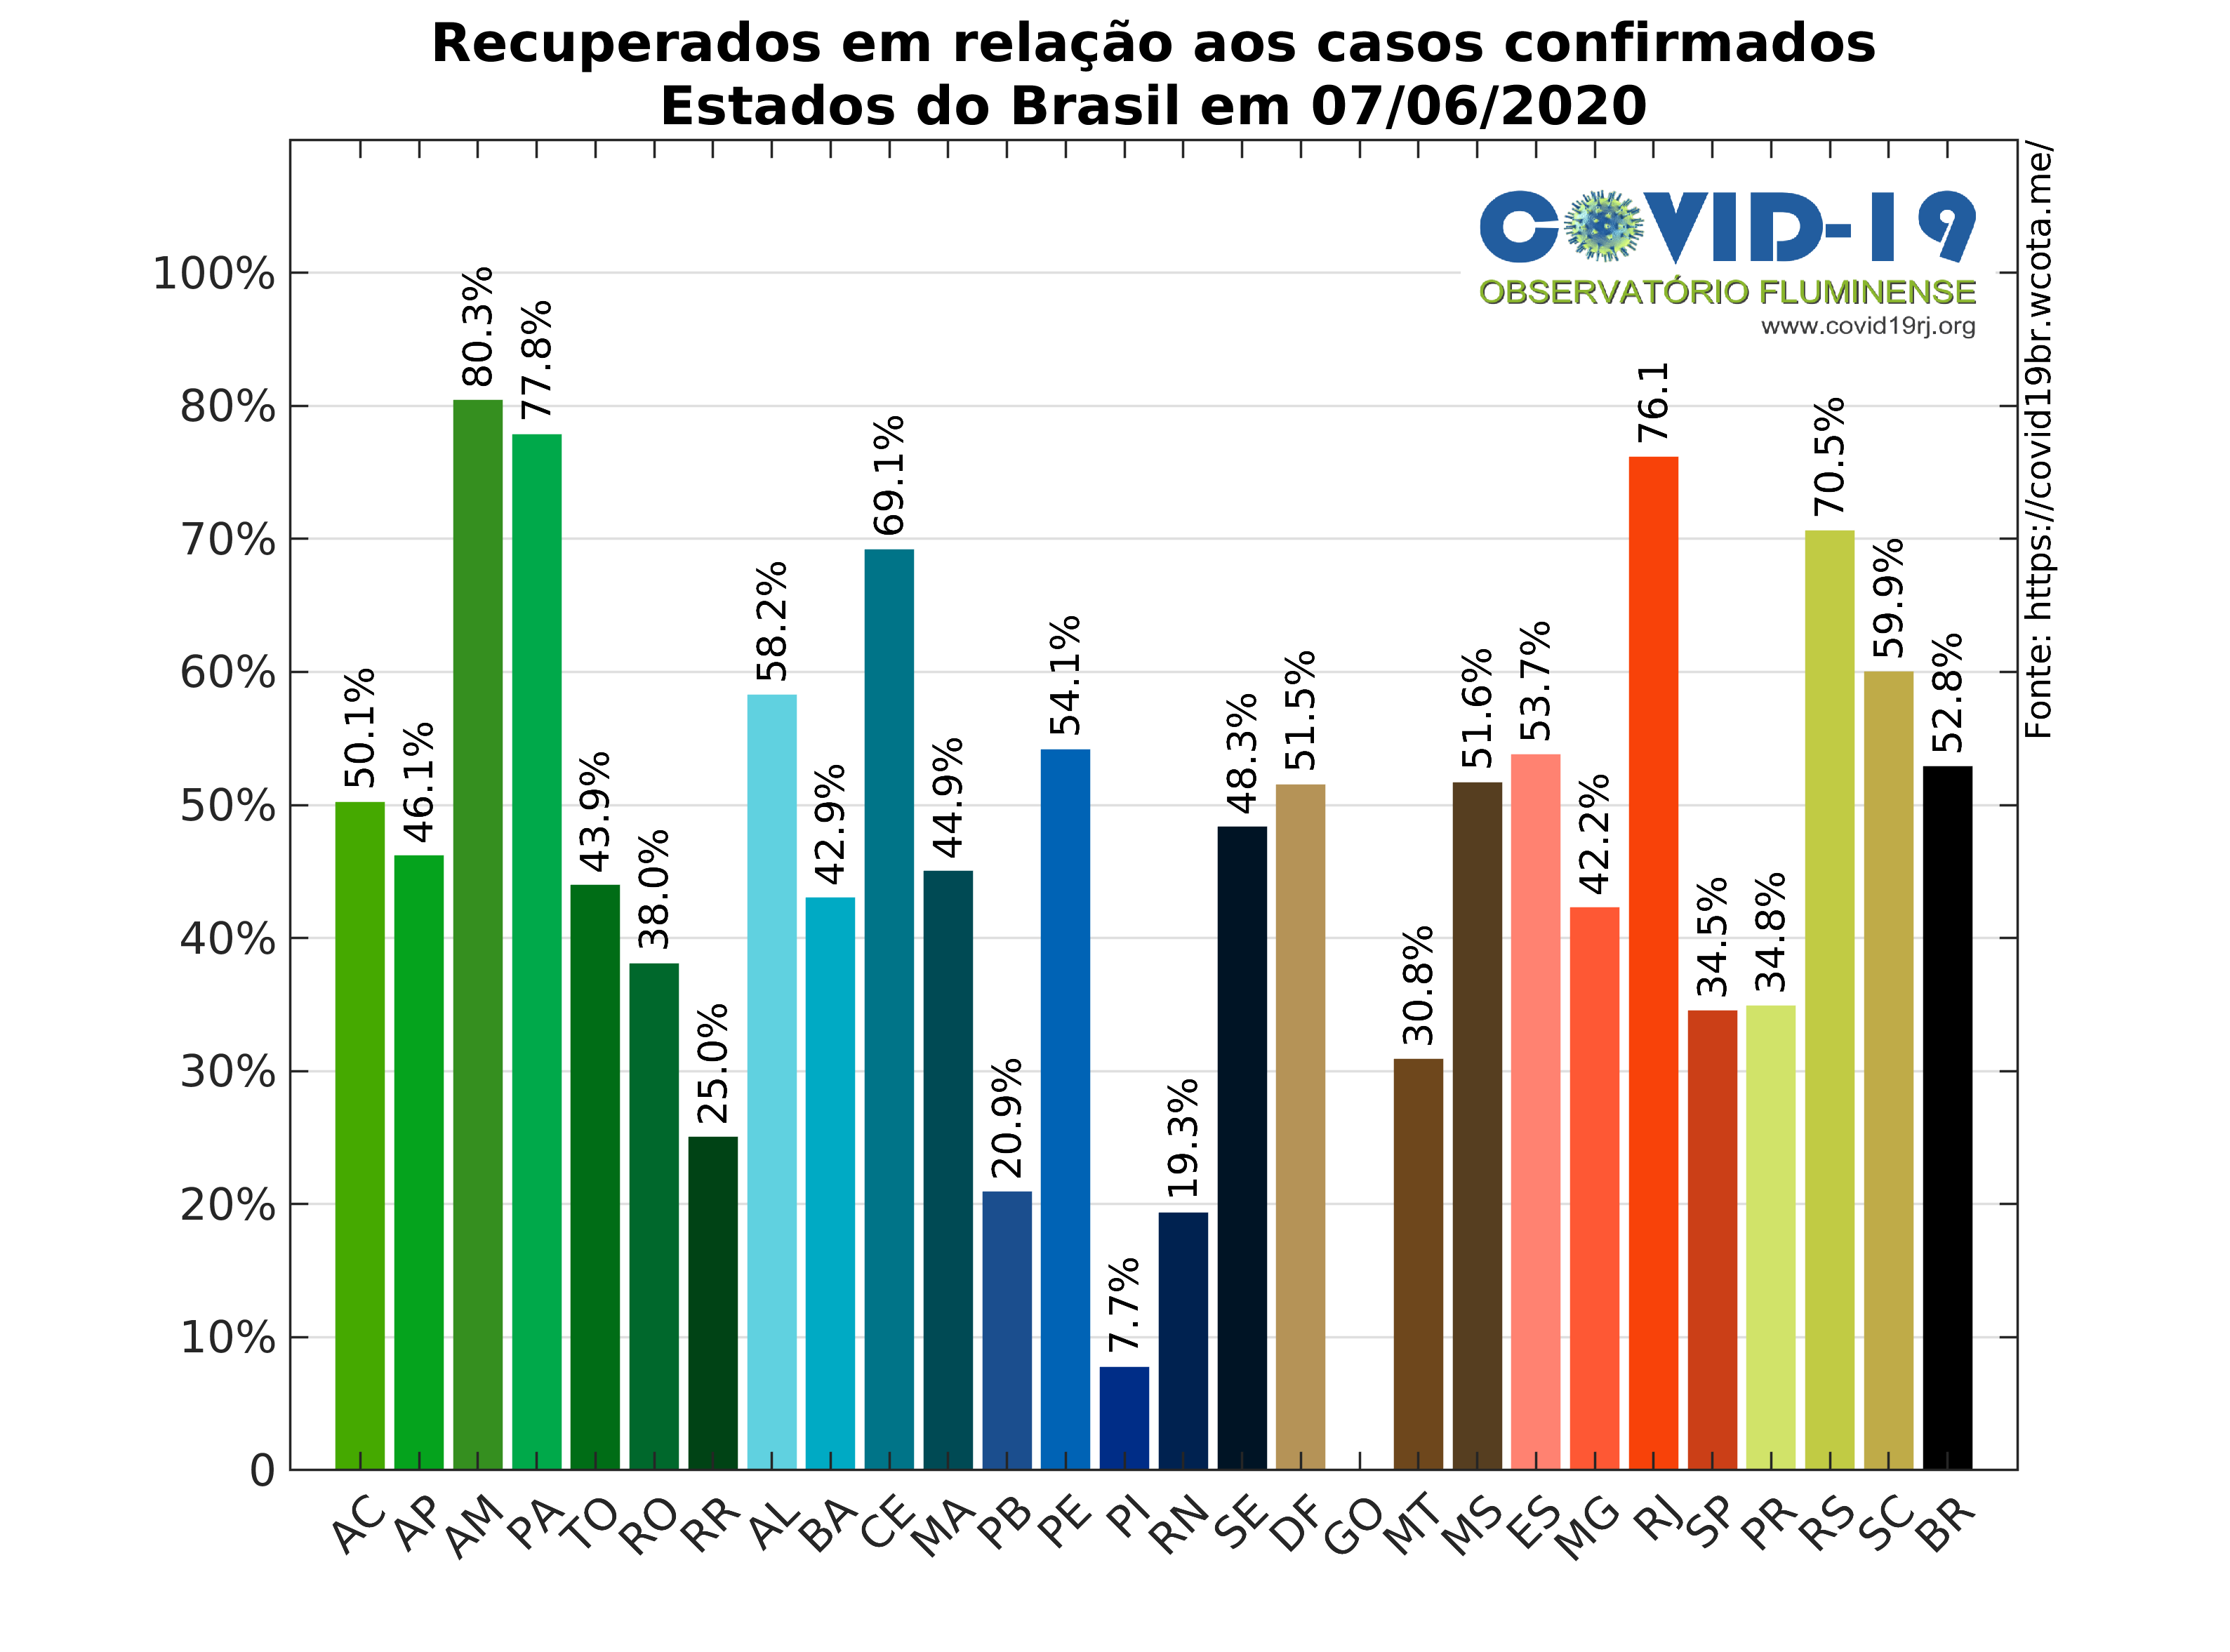 Recuperados em relação aos casos confirmados
Estados do Brasil em 07/06/2020
COVID-19
OBSERVATÓRIO FLUMINENSE
www.covid19rj.org
Fonte: https://covid19br.wcota.me/
100%
80%
70%
60%
50%
40%
30%
20%
10%
0
50.1%
46.1%
80.3%
77.8%
43.9%
38.0%
25.0%
58.2%
42.9%
69.1%
44.9%
20.9%
54.1%
7.7%
19.3%
48.3%
51.5%
30.8%
51.6%
53.7%
42.2%
76.1
34.5%
34.8%
70.5%
59.9%
52.8%
AC
AP
AM
PA
TO
RO
RR
AL
BA
CE
MA
PB
PE
PI
RN
SE
DF
GO
MT
MS
ES
MG
RJ
SP
PR
RS
SC
BR